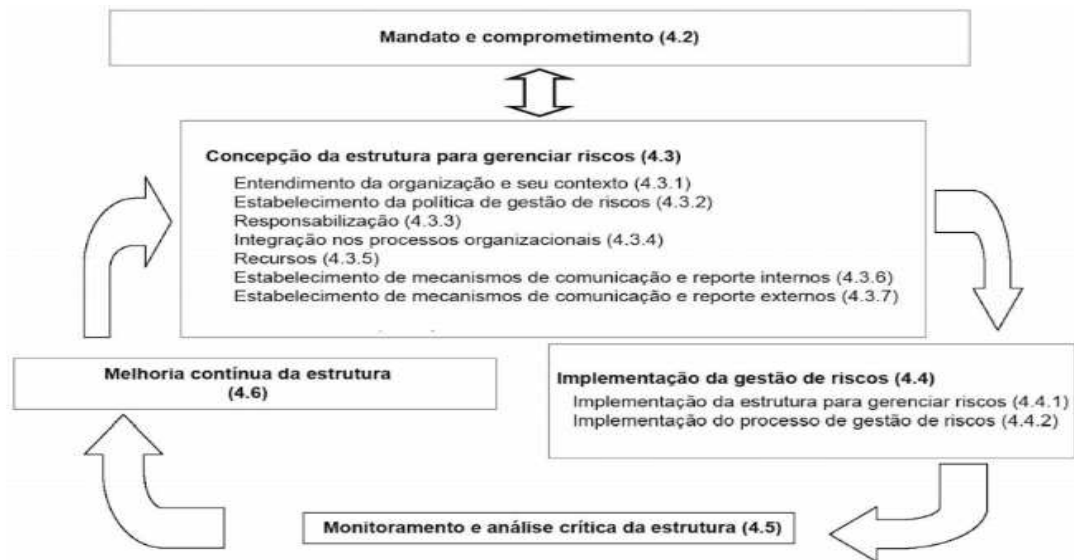 Mandato e comprometimento (4.2)
Concepção da estrutura para gerenciar riscos (4.3)
Entendimento da organização e seu contexto (4.3.1)
Estabelecimento da política de gestão de riscos (4.3.2)
Responsabilização (4.3.3)
Integração nos processos organizacionais (4.3.4)
Recursos (4.3.5)
Estabelecimento de mecanismos de comunicação e reporte internos (4.3.6)
Estabelecimento de mecanismos de comunicação e reporte externos (4.3.7)
Implementação da gestão de riscos (4.4)
Implementação da estrutura para gerenciar riscos (4.4.1)
Implementação do processo de gestão de riscos (4.4.2)
Monitoramento e análise crítica da estrutura (4.5)
Melhoria contínua da estrutura
(4.6)